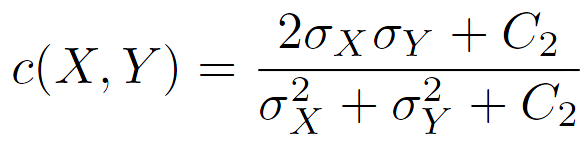 c(X, Y) = \frac{2\sigma_X \sigma_Y + C_2}{\sigma_X^2 + \sigma_Y^2 + C_2}